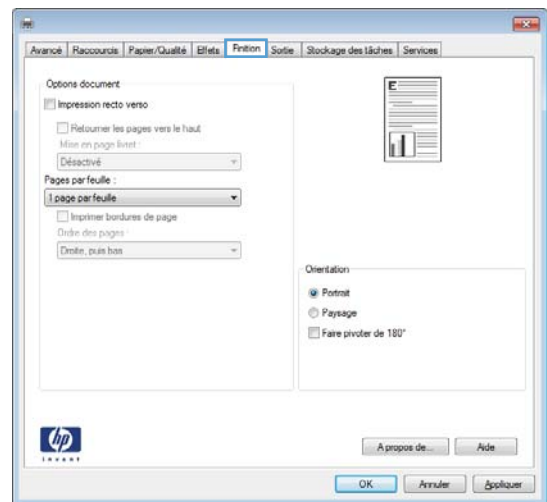 Avancé Raccourcis Papier/Qualité Effets Finition Sortie Stockage des tâches Services
Options document
Impression recto verso
Retourner les pages vers le haut
Mise en page livret :
Désactivé
Pages par feuille :
1 page par feuille
Imprimer bordures de page
Ordre des pages :
Droite, puis bas
E
Orientation
Portrait
Paysage
Faire pivoter de 180°
hp
invent
A propos de...
Aide
OK
Annuler
Appliquer